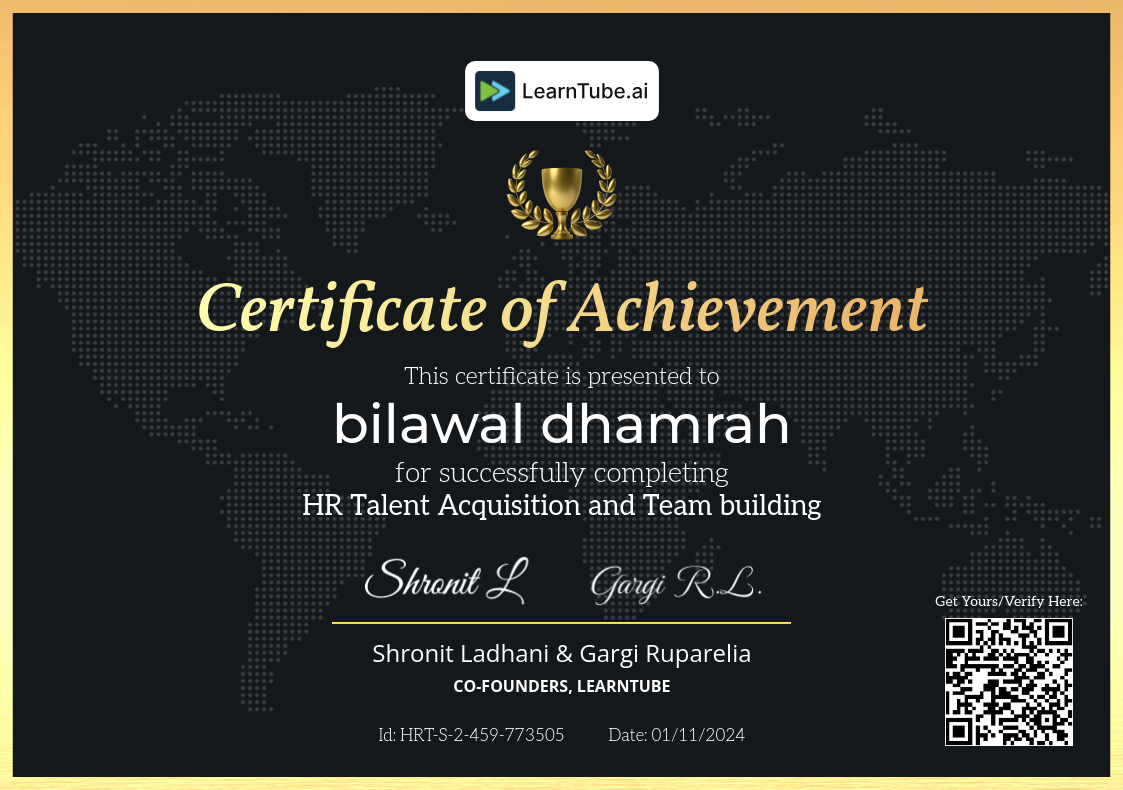 LearnTube.ai
Certificate of Achievement
This certificate is presented to
bilawal dhamrah
for successfully completing
HR Talent Acquisition and Team building
Shronit L
Gargi R.L.
Shronit Ladhani & Gargi Ruparelia
CO-FOUNDERS, LEARNTUBE
Id: HRT-S-2-459-773505 Date: 01/11/2024
Get Yours/Verify Here: